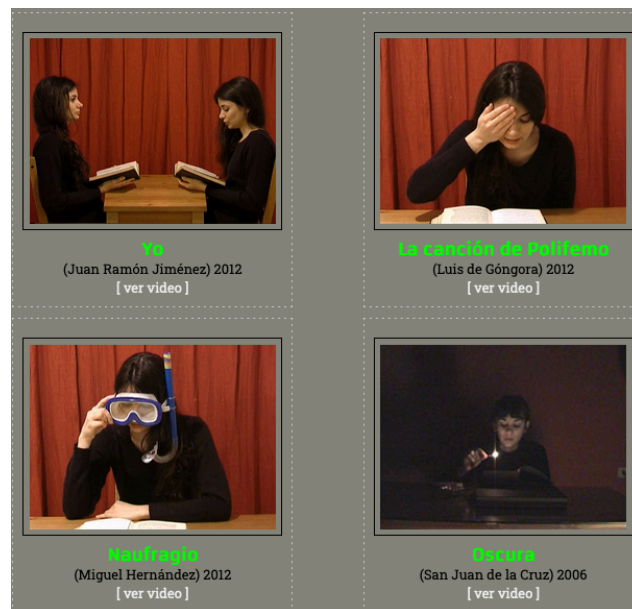 Yo
(Juan Ramón Jiménez) 2012
[ ver video ]
La canción de Polifemo
(Luis de Góngora) 2012
[ ver video ]
Naufragio
(Miguel Hernández) 2012
[ ver video ]
Oscura
(San Juan de la Cruz) 2006
[ ver video ]